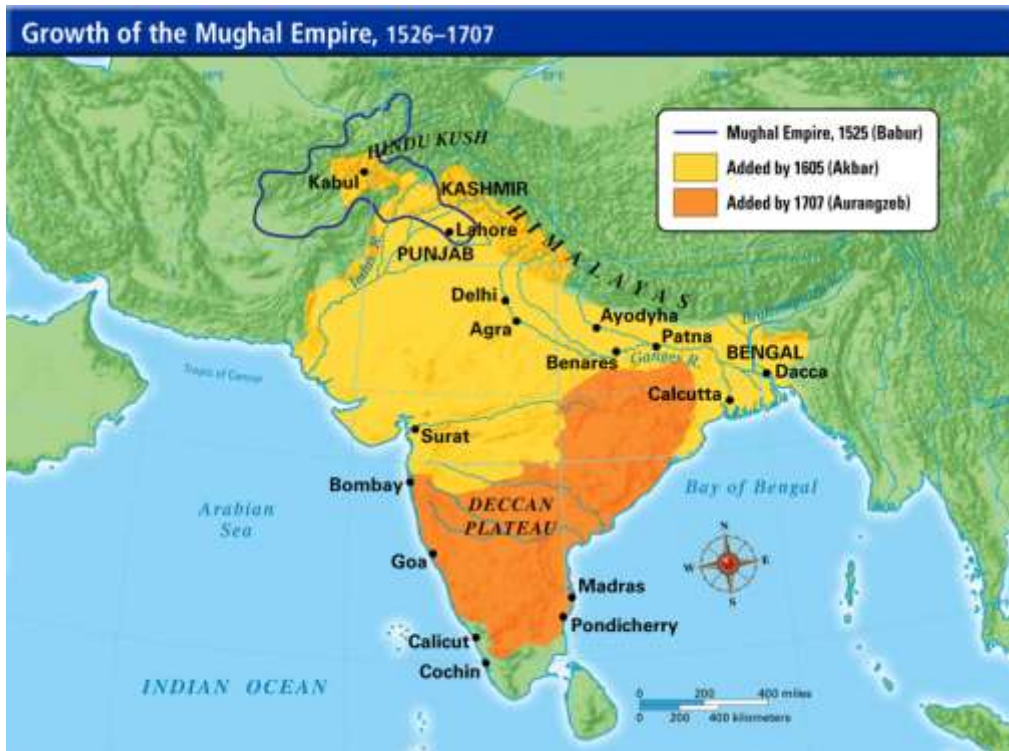 Growth of the Mughal Empire, 1526–1707
Mughal Empire, 1525 (Babur)
Added by 1605 (Akbar)
Added by 1707 (Aurangzeb)
HINDU KUSH
Kabul
KASHMIR
HIMALAYAS
Lahore
PUNJAB
Indus R.
Delhi
Agra
Ayodyha
Patna
Benares
Ganges R.
BENGAL
Dacca
Calcutta
Tropic of Cancer
Surat
Bombay
DECCAN
PLATEAU
Arabian
Sea
Bay of Bengal
Goa
Madras
Pondicherry
Calicut
Cochin
INDIAN OCEAN
N
W
E
S
0 200 400 miles
0 200 400 kilometers